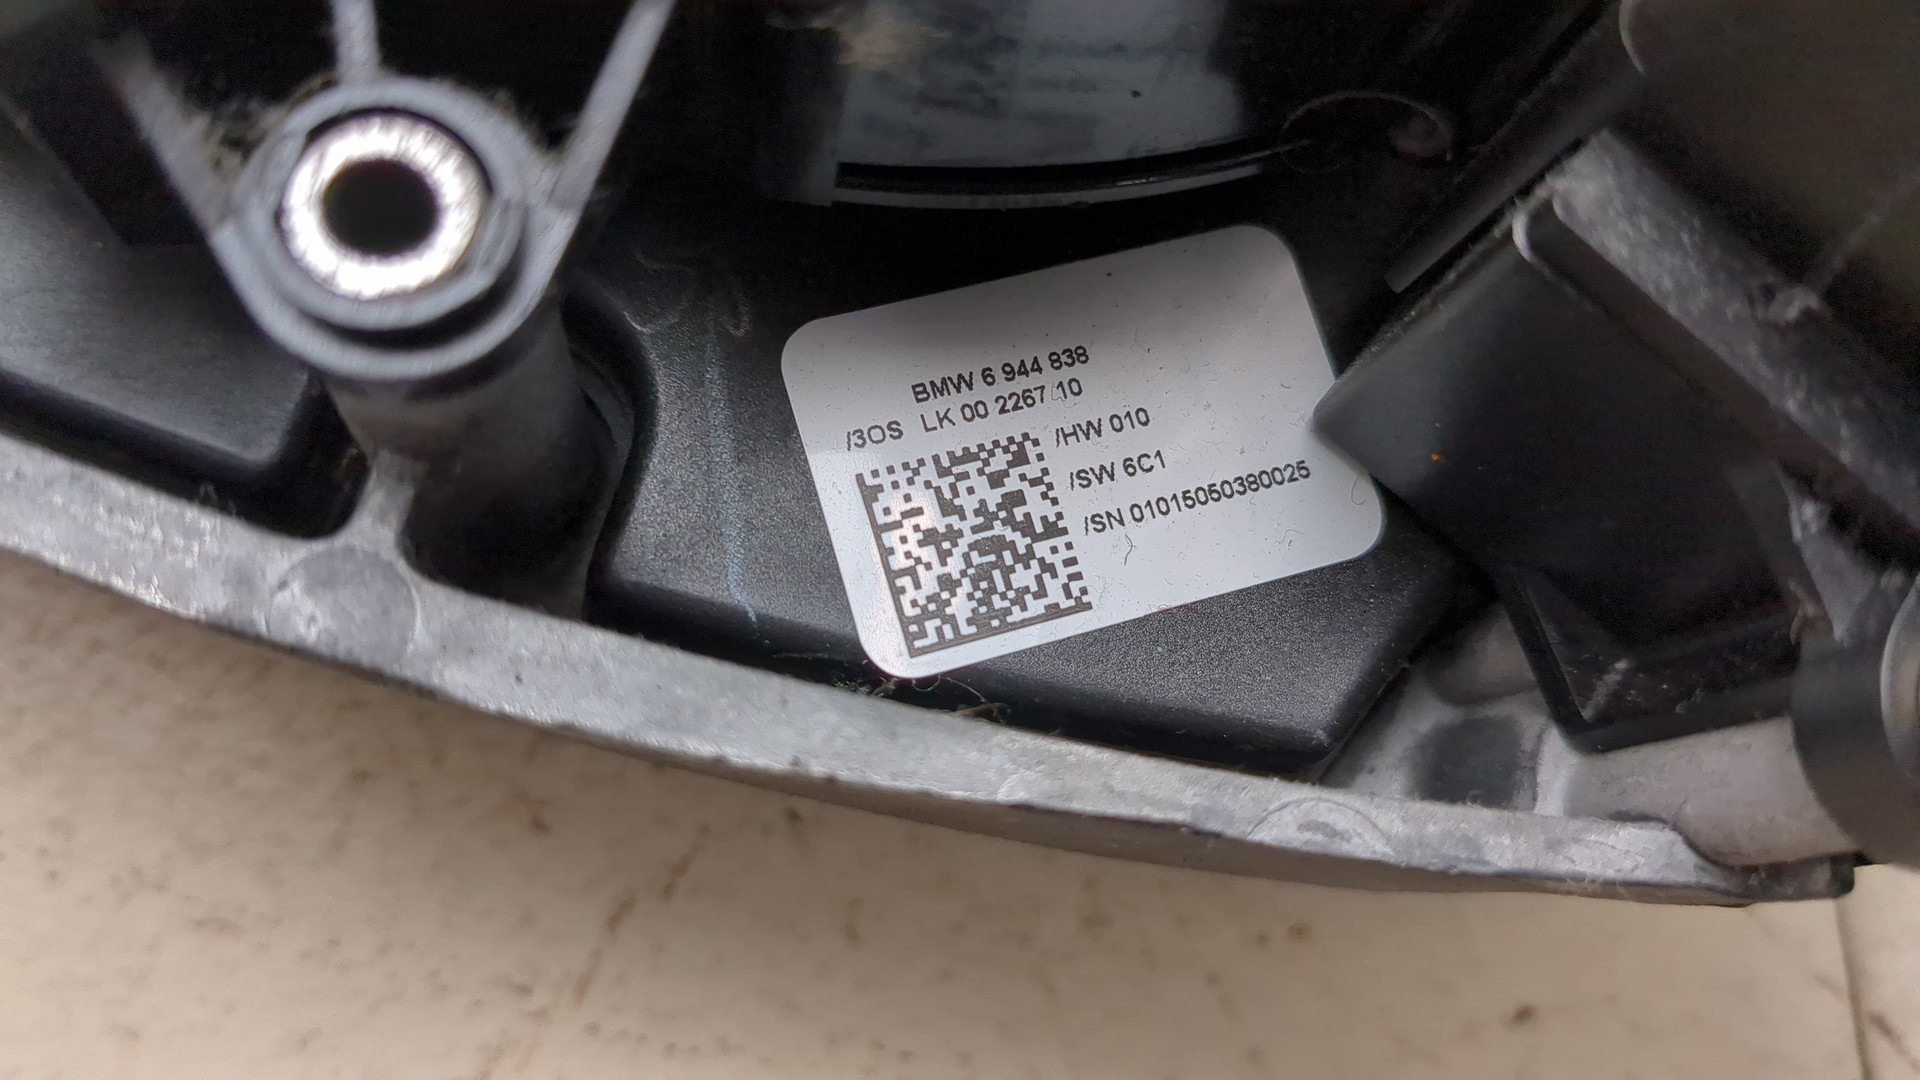 BMW 6 944 838
/3OS LK 00 2267 10
/HW 010
/SW 6C1
/SN 01015050380025